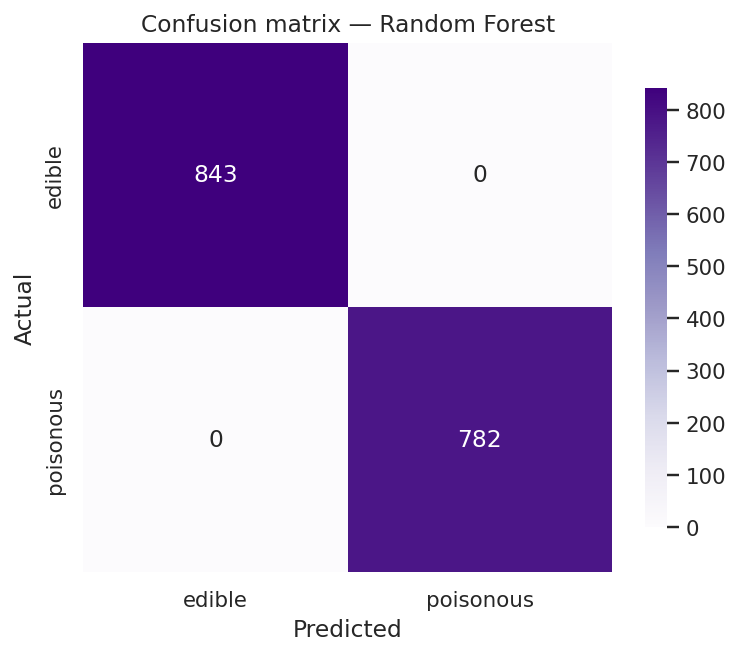 Confusion matrix — Random Forest
800
700
600
500
400
300
200
100
0
Actual
edible
poisonous
843
0
0
782
edible
poisonous
Predicted